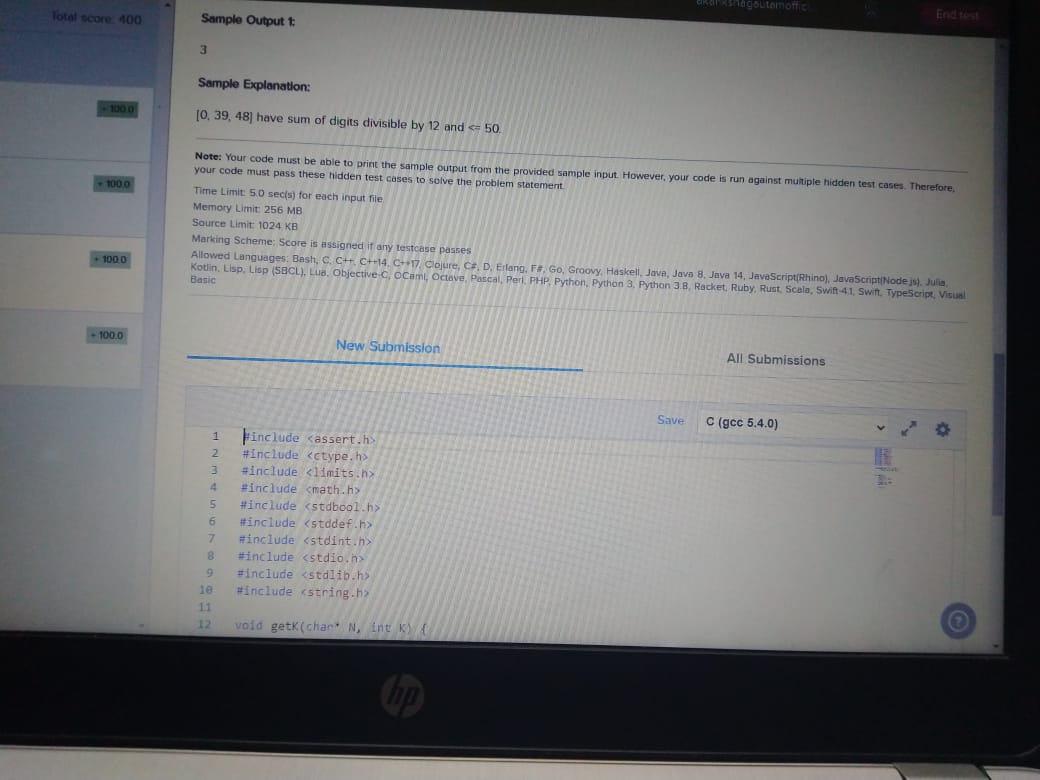 Total score: 400
End test
+ 100.0
+ 100.0
+ 100.0
+ 100.0
Sample Output 1:
3
Sample Explanation:
[0, 39, 48] have sum of digits divisible by 12 and <= 50.
Note: Your code must be able to print the sample output from the provided sample input. However, your code is run against multiple hidden test cases. Therefore,
your code must pass these hidden test cases to solve the problem statement.
Time Limit: 5.0 sec(s) for each input file
Memory Limit: 256 MB
Source Limit: 1024 KB
Marking Scheme: Score is assigned if any testcase passes
Allowed Languages: Bash, C, C++, C++14, C++17, Clojure, C#, D, Erlang, F#, Go, Groovy, Haskell, Java, Java 8, Java 14, JavaScript(Rhino), JavaScript(Node.js), Julia,
Kotlin, Lisp, Lisp (SBCL), Lua, Objective-C, OCaml, Octave, Pascal, Perl, PHP, Python, Python 3, Python 3.8, Racket, Ruby, Rust, Scala, Swift-4.1, Swift, TypeScript, Visual
Basic
New Submission
All Submissions
Save
C (gcc 5.4.0)
1 #include <assert.h>
2 #include <ctype.h>
3 #include <limits.h>
4 #include <math.h>
5 #include <stdbool.h>
6 #include <stddef.h>
7 #include <stdint.h>
8 #include <stdio.h>
9 #include <stdlib.h>
10 #include <string.h>
11
12 void getK(char* N, int K) {
?
hp